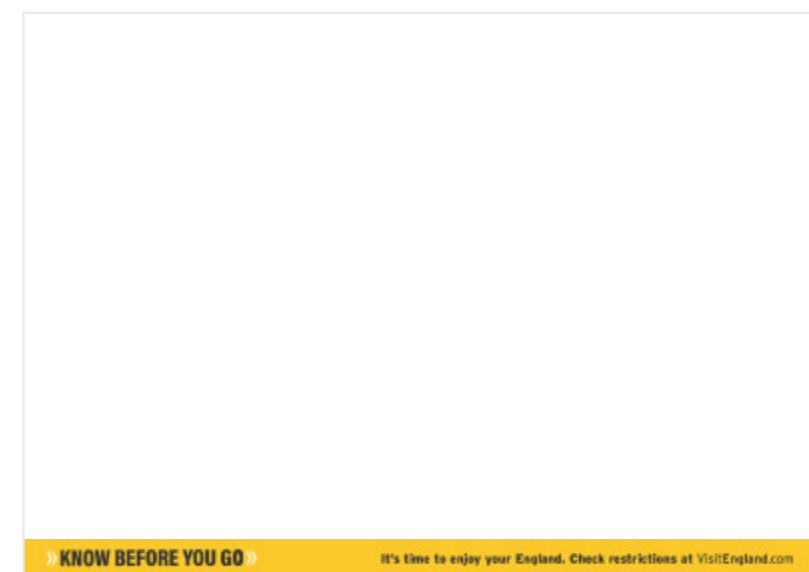 »KNOW BEFORE YOU GO»
It's time to enjoy your England. Check restrictions at VisitEngland.com